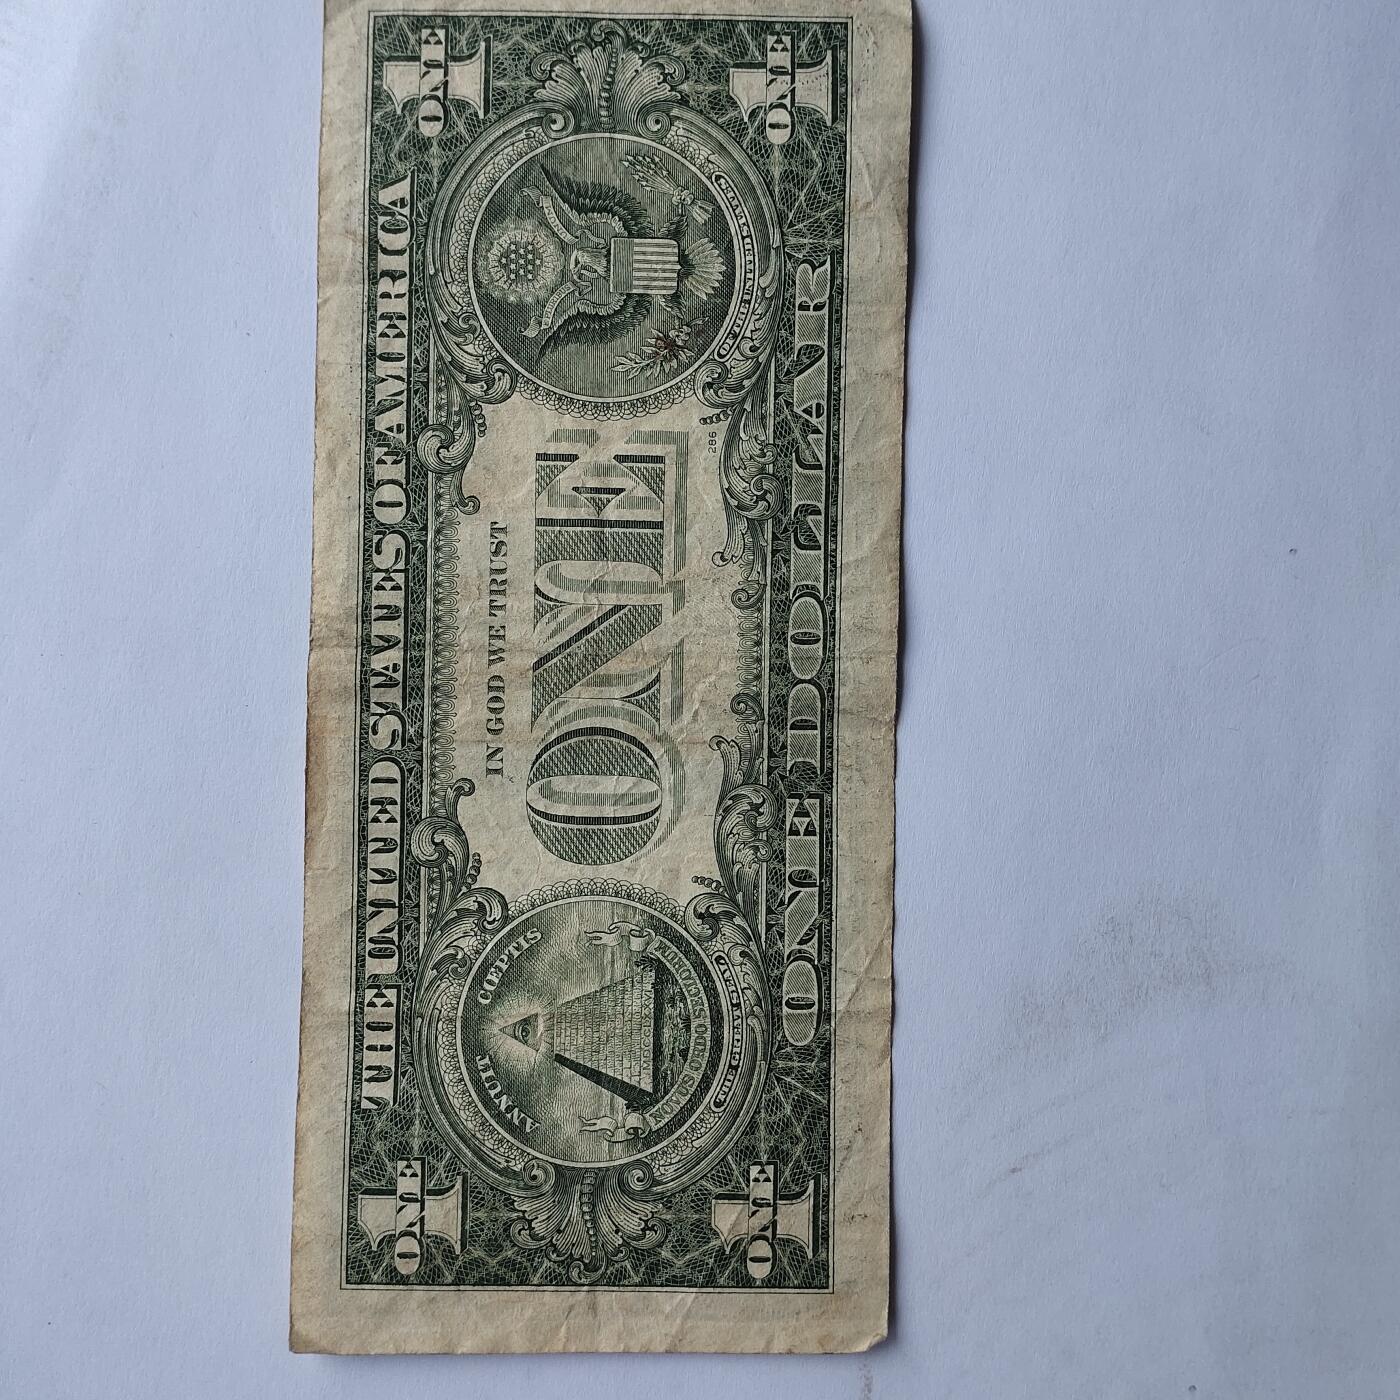 THE UNITED STATES OF AMERICA
ONE
ONE
ANNUIT CŒPTIS
IN GOD WE TRUST
ONE
NOVUS ORDO SECLORUM
THE GREAT SEAL
OF THE UNITED STATES
286
ONE
ONE DOLLAR
ONE